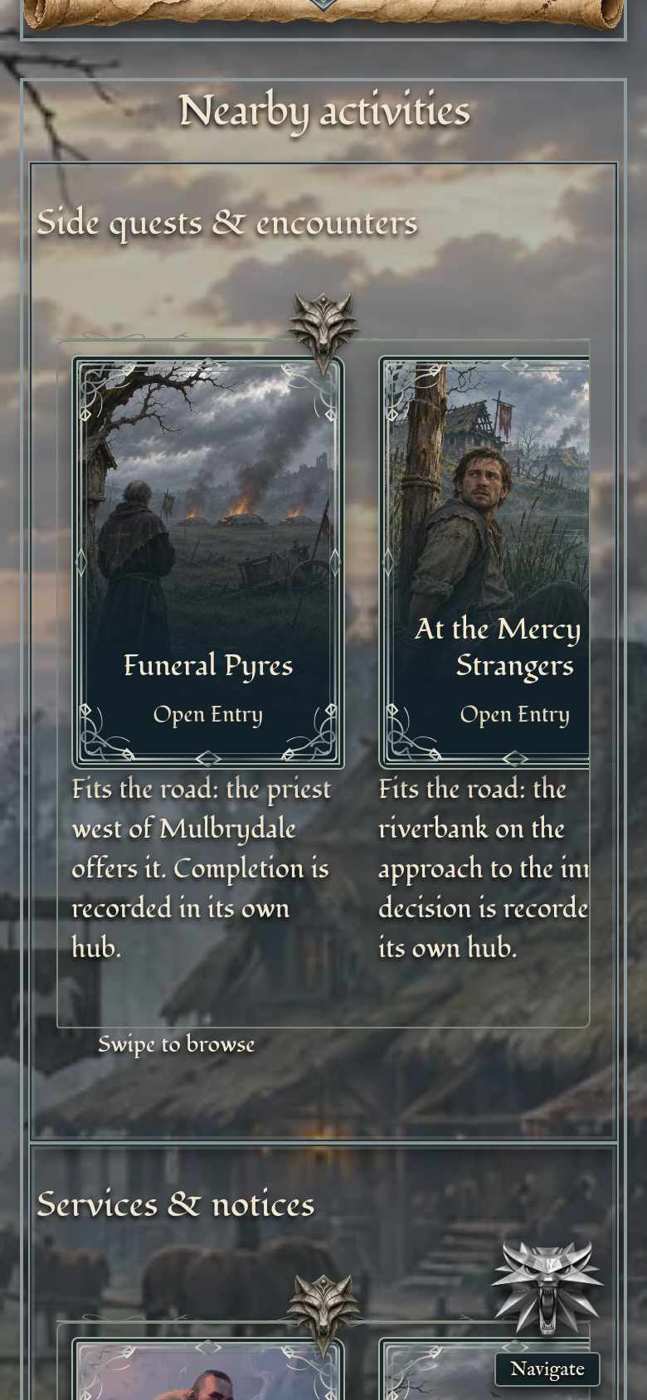 Nearby activities
Side quests & encounters
Funeral Pyres
Open Entry
Fits the road: the priest
west of Mulbrydale
offers it. Completion is
recorded in its own
hub.
At the Mercy
Strangers
Open Entry
Fits the road: the
riverbank on the
approach to the
decision is
its own hub.
Swipe to browse
Services & notices
Navigate